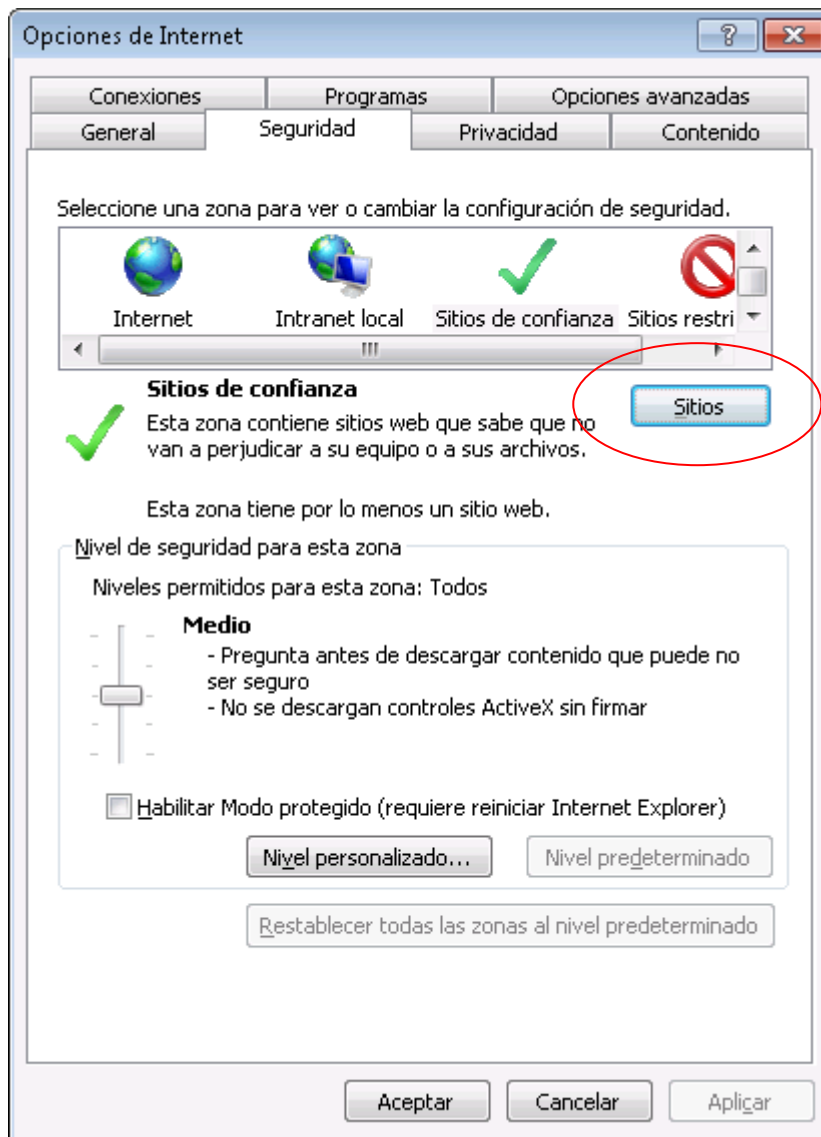 Opciones de Internet
Conexiones Programas Opciones avanzadas
General Seguridad Privacidad Contenido
Seleccione una zona para ver o cambiar la configuración de seguridad.
Internet Intranet local Sitios de confianza Sitios restri
Sitios de confianza
Sitios
Esta zona contiene sitios web que sabe que no
van a perjudicar a su equipo o a sus archivos.
Esta zona tiene por lo menos un sitio web.
Nivel de seguridad para esta zona
Niveles permitidos para esta zona: Todos
Medio
- Pregunta antes de descargar contenido que puede no
ser seguro
- No se descargan controles ActiveX sin firmar
Habilitar Modo protegido (requiere reiniciar Internet Explorer)
Nivel personalizado... Nivel predeterminado
Restablecer todas las zonas al nivel predeterminado
Aceptar Cancelar Aplicar